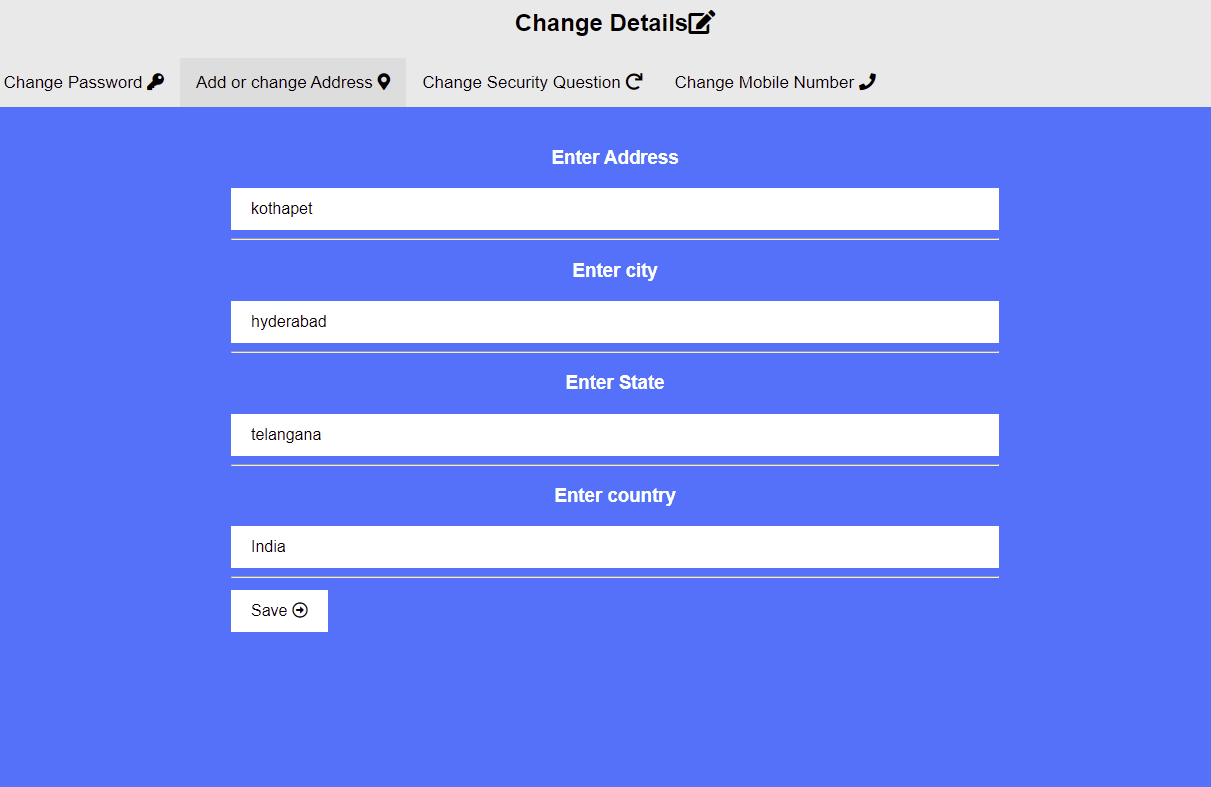 Change Details
Change Password Add or change Address Change Security Question Change Mobile Number
Enter Address
kothapet
Enter city
hyderabad
Enter State
telangana
Enter country
India
Save